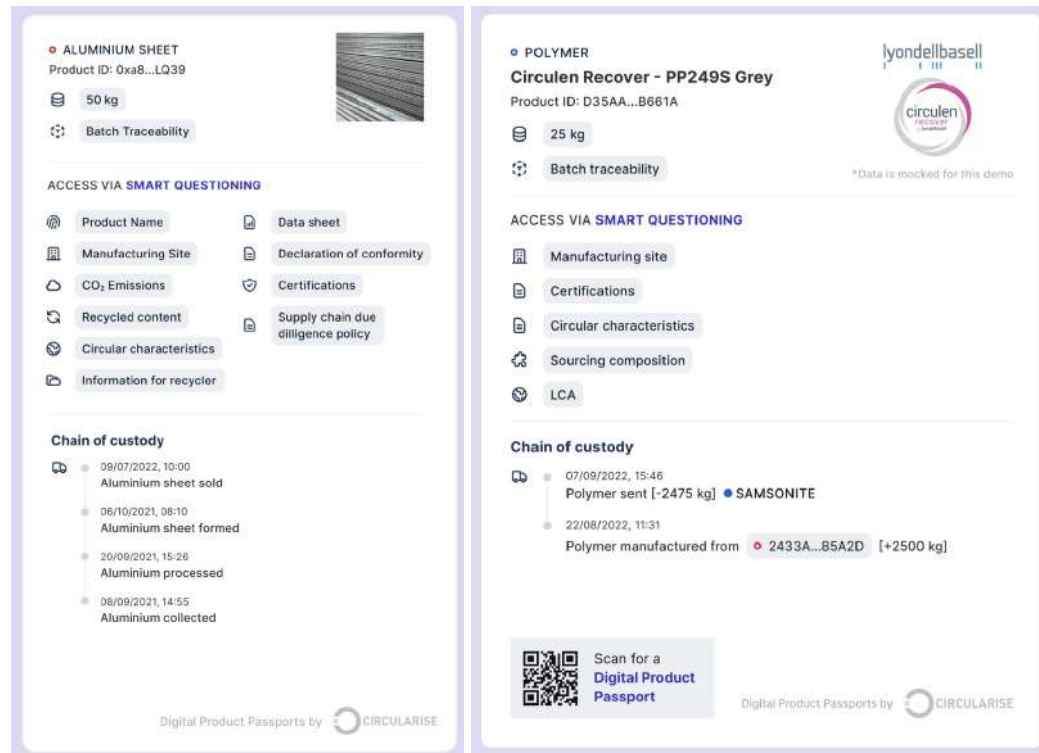 ALUMINIUM SHEET
Product ID: 0xa8...LQ39
50 kg
Batch Traceability
ACCESS VIA SMART QUESTIONING
Product Name
Manufacturing Site
CO₂ Emissions
Recycled content
Circular characteristics
Information for recycler
Data sheet
Declaration of conformity
Certifications
Supply chain due
dilligence policy
Chain of custody
09/07/2022, 10:00
Aluminium sheet sold
06/10/2021, 08:10
Aluminium sheet formed
20/09/2021, 15:26
Aluminium processed
08/09/2021, 14:55
Aluminium collected
Digital Product Passports by CIRCULARISE
POLYMER
Circulen Recover - PP249S Grey
Product ID: D35AA...B661A
25 kg
Batch traceability
lyondellbasell
circulen
recover
by lyondellbasell
*Data is mocked for this demo
ACCESS VIA SMART QUESTIONING
Manufacturing site
Certifications
Circular characteristics
Sourcing composition
LCA
Chain of custody
07/09/2022, 15:46
Polymer sent [-2475 kg] SAMSONITE
22/08/2022, 11:31
Polymer manufactured from 2433A...85A2D [+2500 kg]
Scan for a
Digital Product
Passport
Digital Product Passports by CIRCULARISE